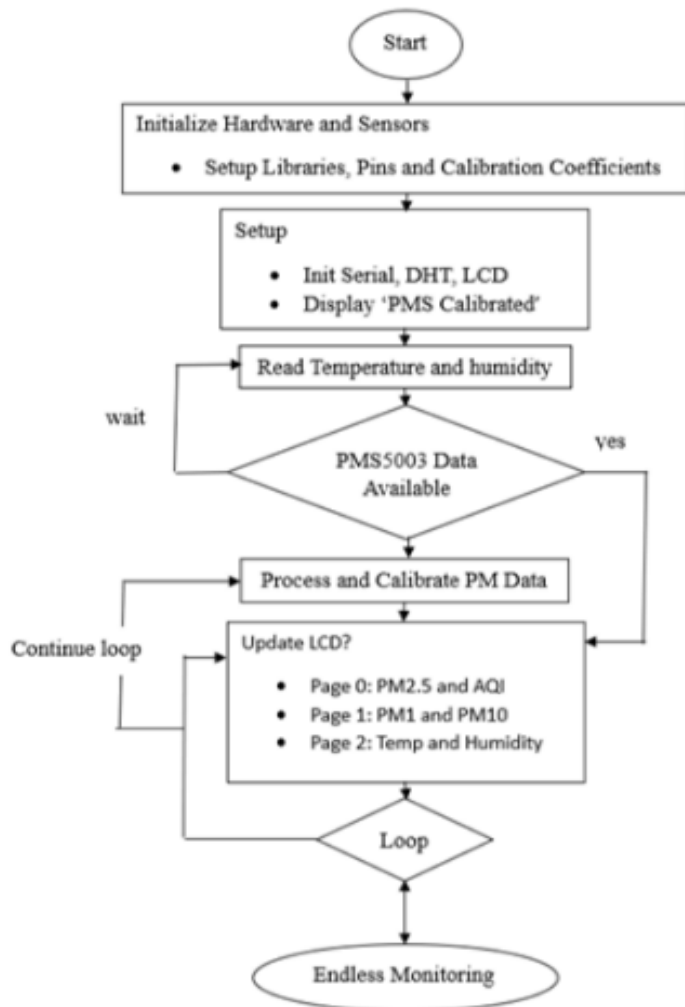 Start
Initialize Hardware and Sensors
• Setup Libraries, Pins and Calibration Coefficients
Setup
• Init Serial, DHT, LCD
• Display ‘PMS Calibrated’
Read Temperature and humidity
wait
yes
PMS5003 Data
Available
Process and Calibrate PM Data
Continue loop
Update LCD?
• Page 0: PM2.5 and AQI
• Page 1: PM1 and PM10
• Page 2: Temp and Humidity
Loop
Endless Monitoring